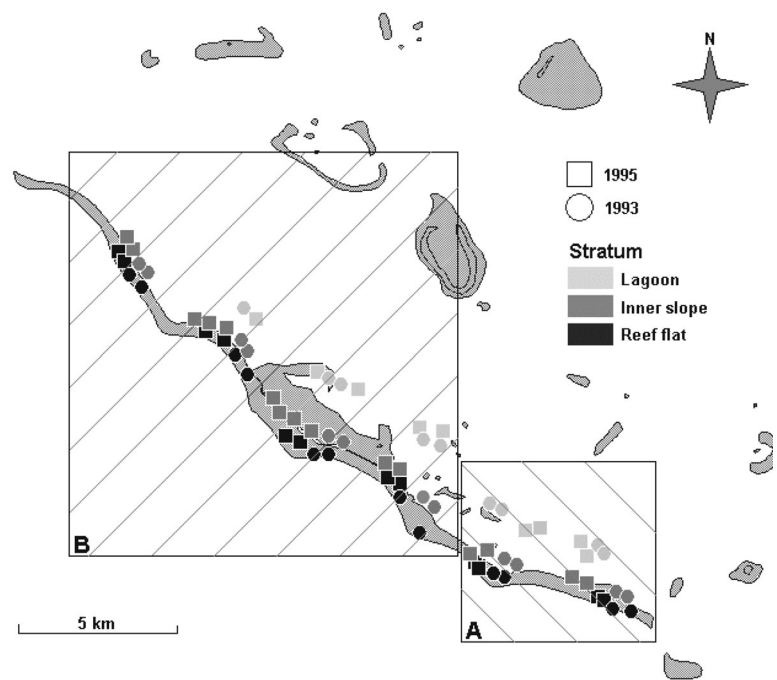 N
1995
1993
Stratum
Lagoon
Inner slope
Reef flat
B
A
5 km